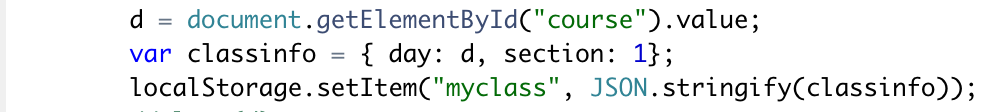 d = document.getElementById("course").value;
var classinfo = { day: d, section: 1};
localStorage.setItem("myclass", JSON.stringify(classinfo));